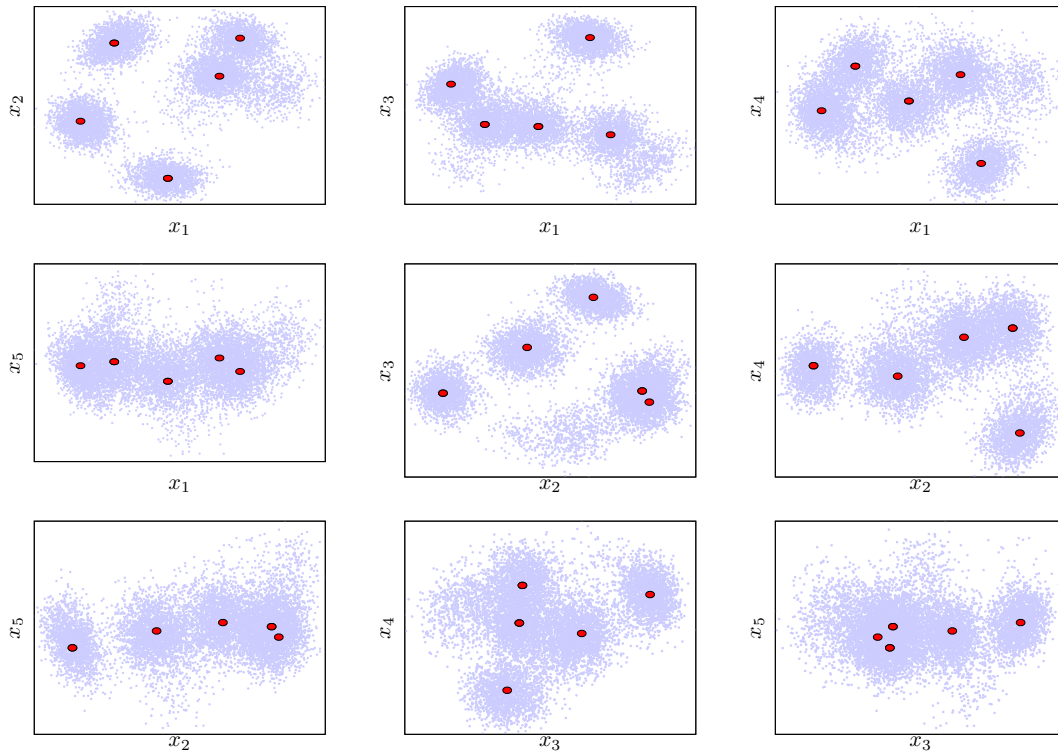 x₂ x₃ x₄
x₁ x₁ x₁
x₅ x₃ x₄
x₁ x₂ x₂
x₅ x₄ x₅
x₂ x₃ x₃